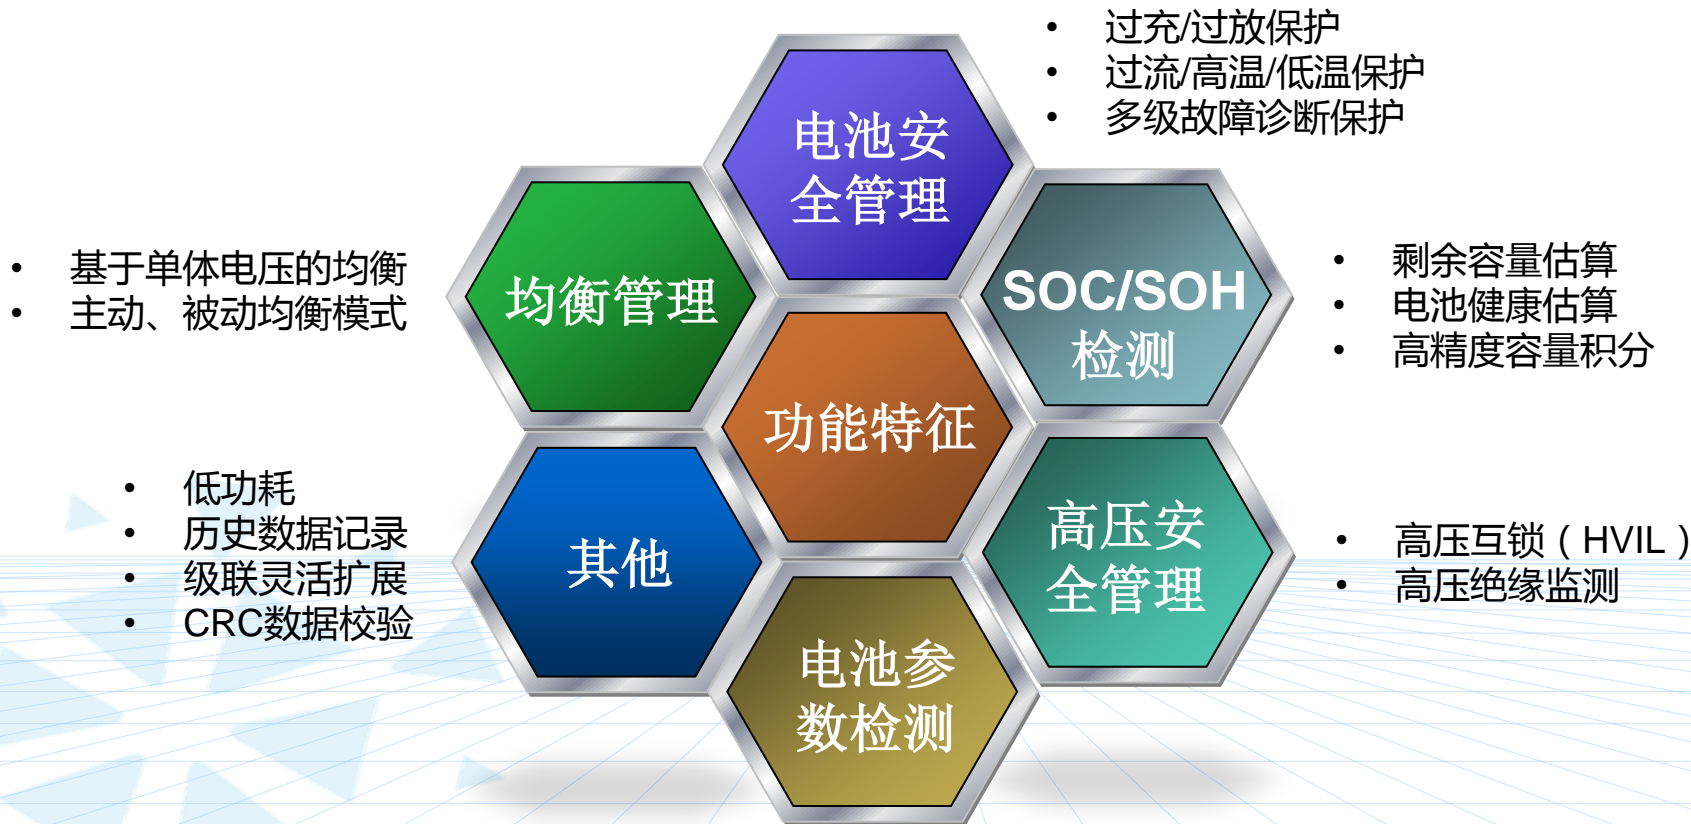 • 过充/过放保护
• 过流/高温/低温保护
• 多级故障诊断保护
电池安
全管理
• 基于单体电压的均衡
• 主动、被动均衡模式
均衡管理
SOC/SOH
检测
• 剩余容量估算
• 电池健康估算
• 高精度容量积分
功能特征
• 低功耗
• 历史数据记录
• 级联灵活扩展
• CRC数据校验
其他
高压安
全管理
• 高压互锁（HVIL）
• 高压绝缘监测
电池参
数检测